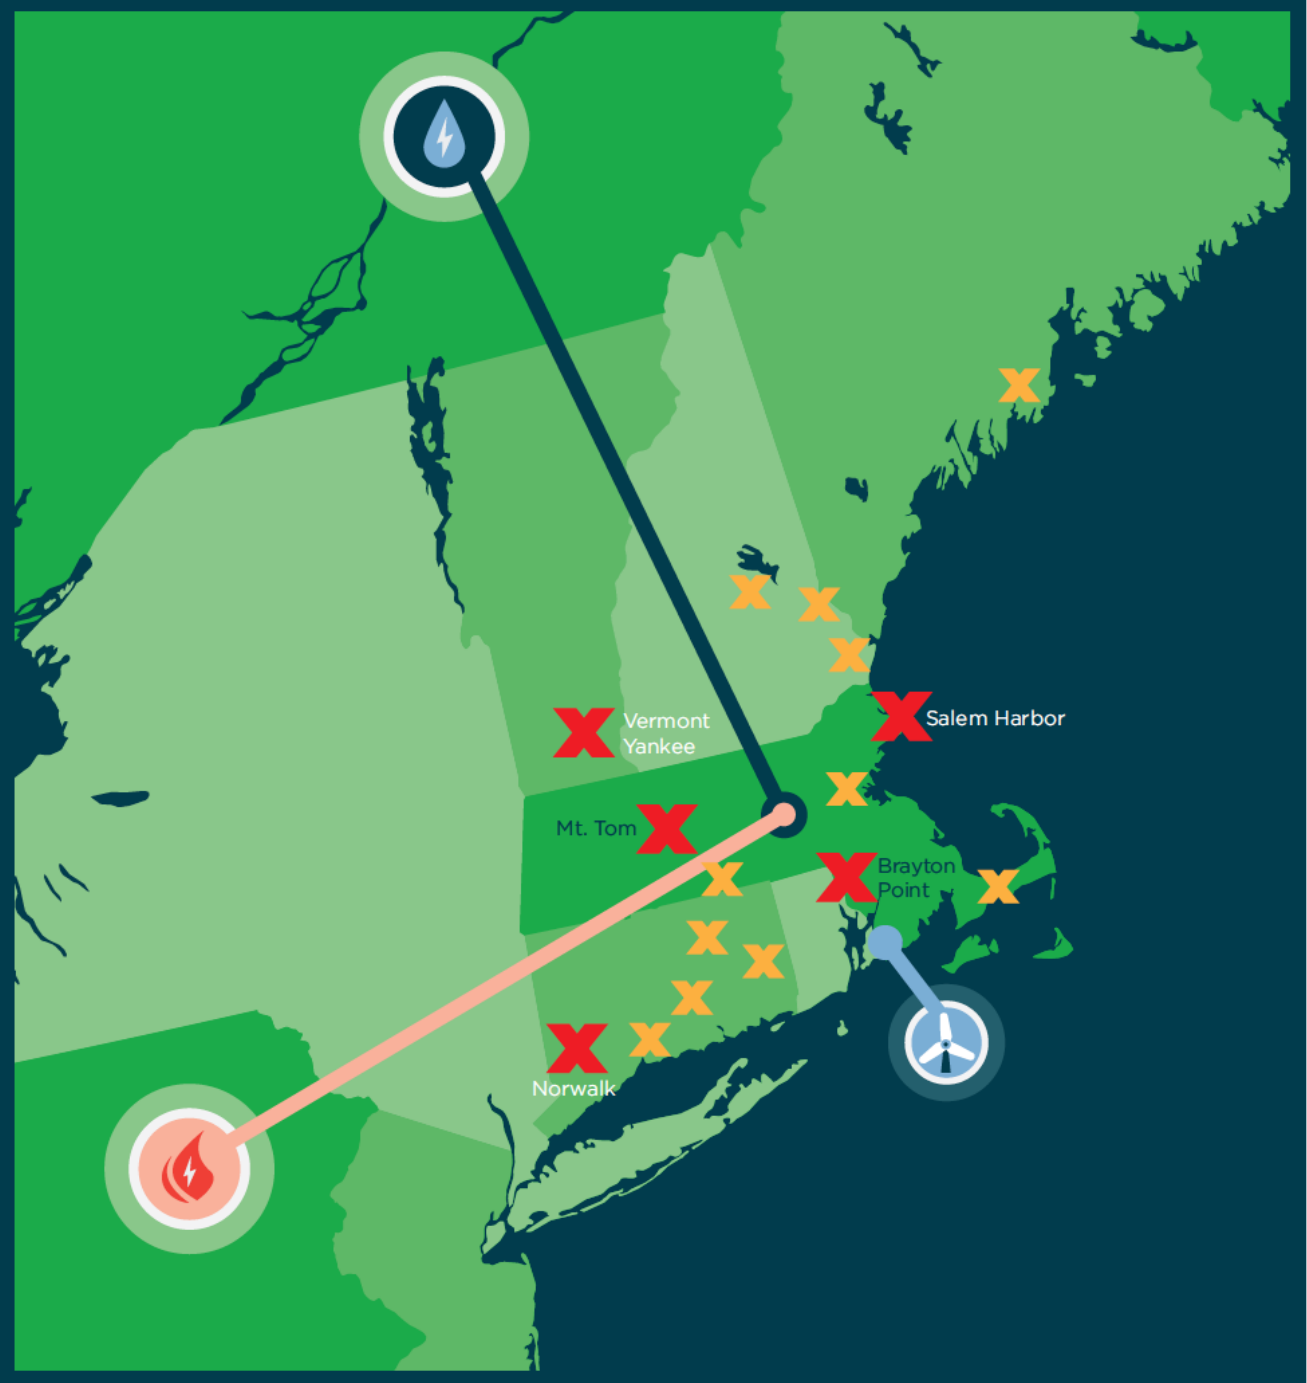 Vermont
Yankee
Salem Harbor
Mt. Tom
Brayton
Point
Norwalk